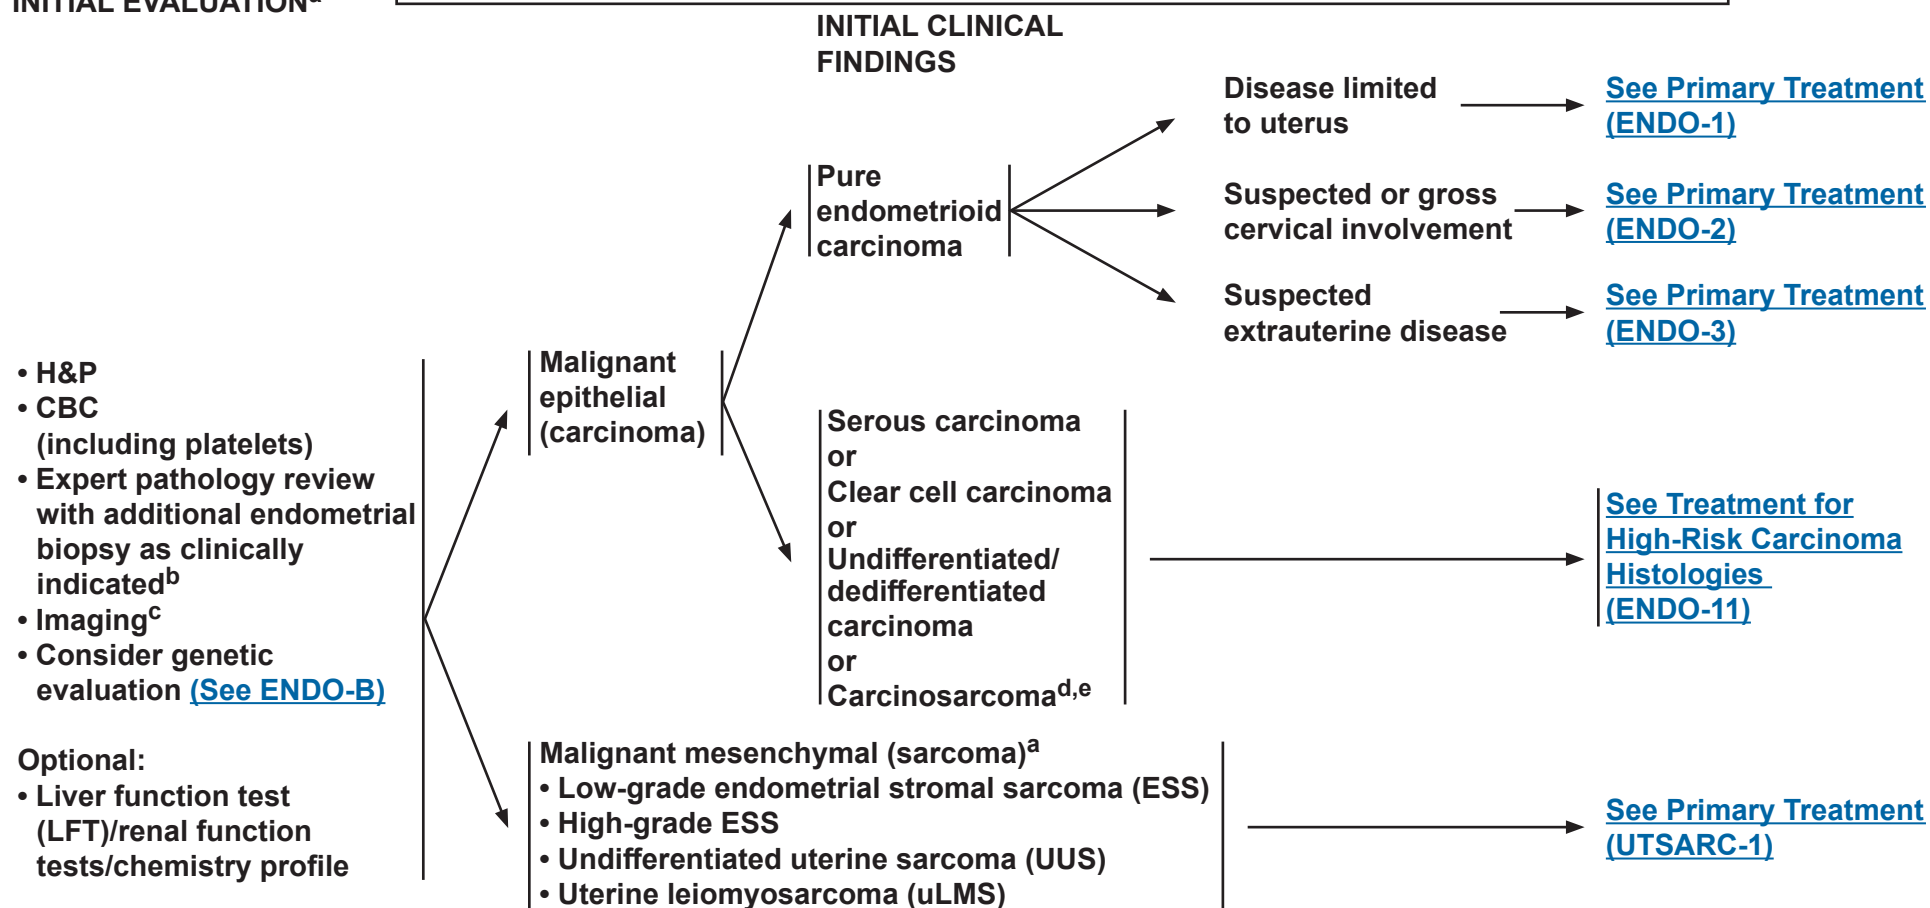 INITIAL EVALUATIONa
INITIAL CLINICAL
FINDINGS
• H&P
• CBC
(including platelets)
• Expert pathology review
with additional endometrial
biopsy as clinically
indicatedb
• Imagingc
• Consider genetic
evaluation (See ENDO-B)
Optional:
• Liver function test
(LFT)/renal function
tests/chemistry profile
Malignant
epithelial
(carcinoma)
Pure
endometrioid
carcinoma
Disease limited
to uterus
See Primary Treatment
(ENDO-1)
Suspected or gross
cervical involvement
See Primary Treatment
(ENDO-2)
Suspected
extrauterine disease
See Primary Treatment
(ENDO-3)
Serous carcinoma
or
Clear cell carcinoma
or
Undifferentiated/
dedifferentiated
carcinoma
or
Carcinosarcomad,e
See Treatment for
High-Risk Carcinoma
Histologies
(ENDO-11)
Malignant mesenchymal (sarcoma)a
• Low-grade endometrial stromal sarcoma (ESS)
• High-grade ESS
• Undifferentiated uterine sarcoma (UUS)
• Uterine leiomyosarcoma (uLMS)
See Primary Treatment
(UTSARC-1)